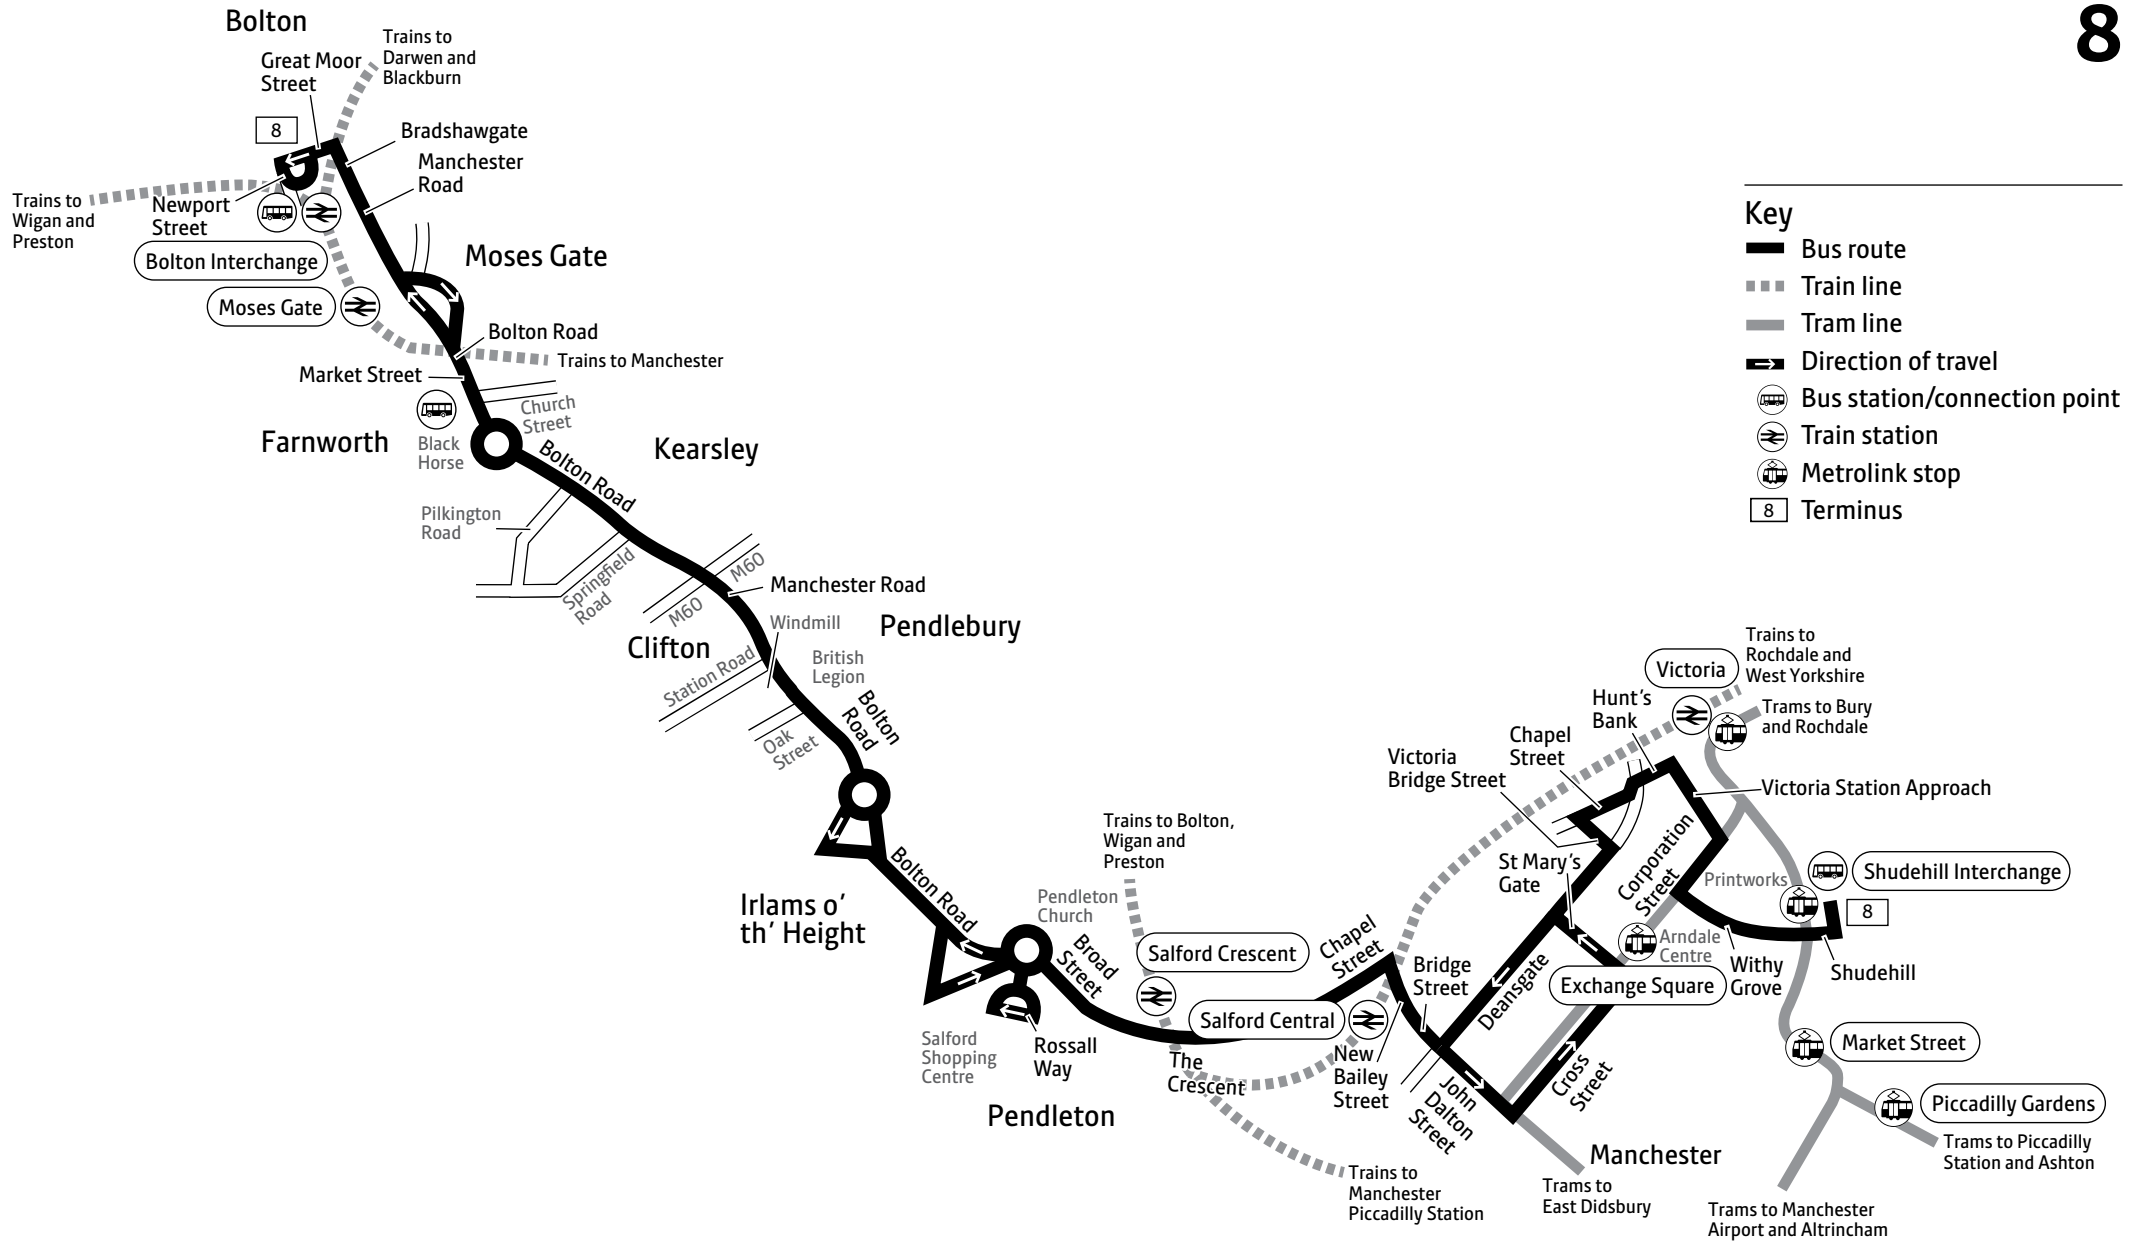 8
Bolton
Great Moor
Street
Trains to
Darwen and
Blackburn
8
Bradshawgate
Manchester
Road
Trains to
Wigan and
Preston
Newport
Street
Bolton Interchange
Moses Gate
Moses Gate
Bolton Road
Trains to Manchester
Market Street
Church
Street
Farnworth
Black
Horse
Kearsley
Bolton Road
Pilkington
Road
Springfield
Road
M60
M60
Manchester Road
Windmill
Clifton
Pendlebury
Station Road
British
Legion
Bolton
Road
Oak
Street
Bolton Road
Irlams o'
th' Height
Pendleton
Church
Broad
Street
Salford
Shopping
Centre
Rossall
Way
Pendleton
Trains to Bolton,
Wigan and
Preston
Salford Crescent
Salford Central
The
Crescent
Chapel
Street
Bridge
Street
New
Bailey
Street
Trains to
Manchester
Piccadilly Station
John
Dalton
Street
Deansgate
Cross
Street
Manchester
Trams to
East Didsbury
Victoria
Bridge Street
Chapel
Street
Hunt's
Bank
St Mary's
Gate
Corporation
Street
Victoria
Trains to
Rochdale and
West Yorkshire
Trams to Bury
and Rochdale
Victoria Station Approach
Printworks
Shudehill Interchange
8
Arndale
Centre
Exchange Square
Withy
Grove
Shudehill
Market Street
Piccadilly Gardens
Trams to Piccadilly
Station and Ashton
Trams to Manchester
Airport and Altrincham
Key
Bus route
Train line
Tram line
Direction of travel
Bus station/connection point
Train station
Metrolink stop
8 Terminus